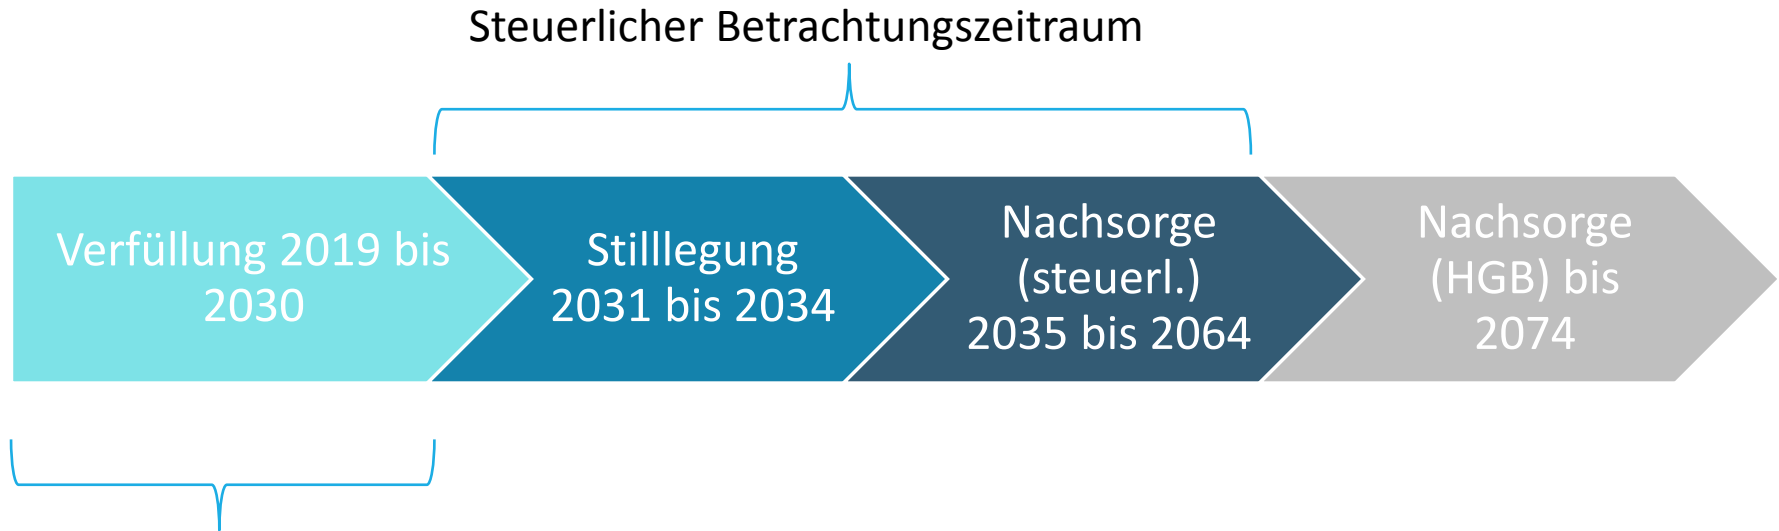 Steuerlicher Betrachtungszeitraum
Verfüllung 2019 bis
2030
Stilllegung
2031 bis 2034
Nachsorge
(steuerl.)
2035 bis 2064
Nachsorge
(HGB) bis
2074